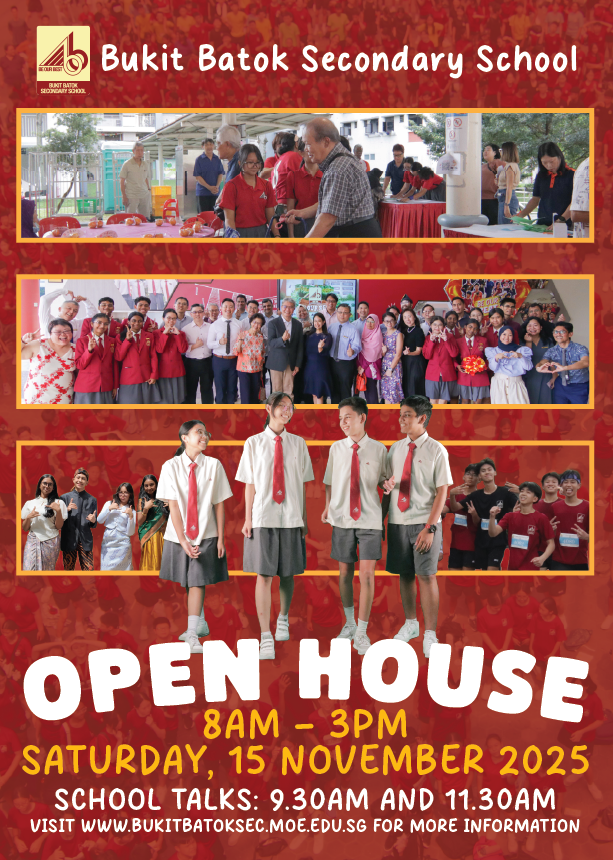 BE OUR BEST
BUKIT BATOK
SECONDARY SCHOOL
Bukit Batok Secondary School
OPEN HOUSE
8AM – 3PM
SATURDAY, 15 NOVEMBER 2025
SCHOOL TALKS: 9.30AM AND 11.30AM
VISIT WWW.BUKITBATOKSEC.MOE.EDU.SG FOR MORE INFORMATION